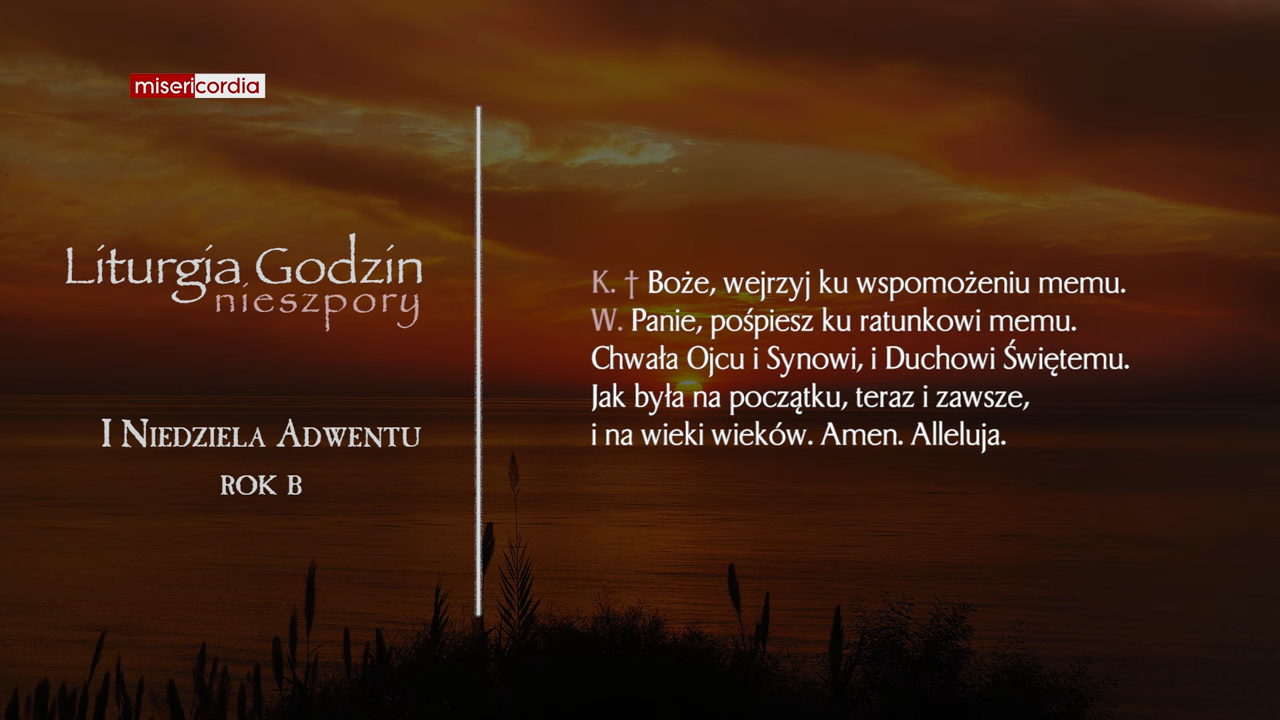 misericordia
Liturgia Godzin
nieszpory
I Niedziela Adwentu
rok B
K. † Boże, wejrzyj ku wspomożeniu memu.
W. Panie, pośpiesz ku ratunkowi memu.
Chwała Ojcu i Synowi, i Duchowi Świętemu.
Jak była na początku, teraz i zawsze,
i na wieki wieków. Amen. Alleluja.